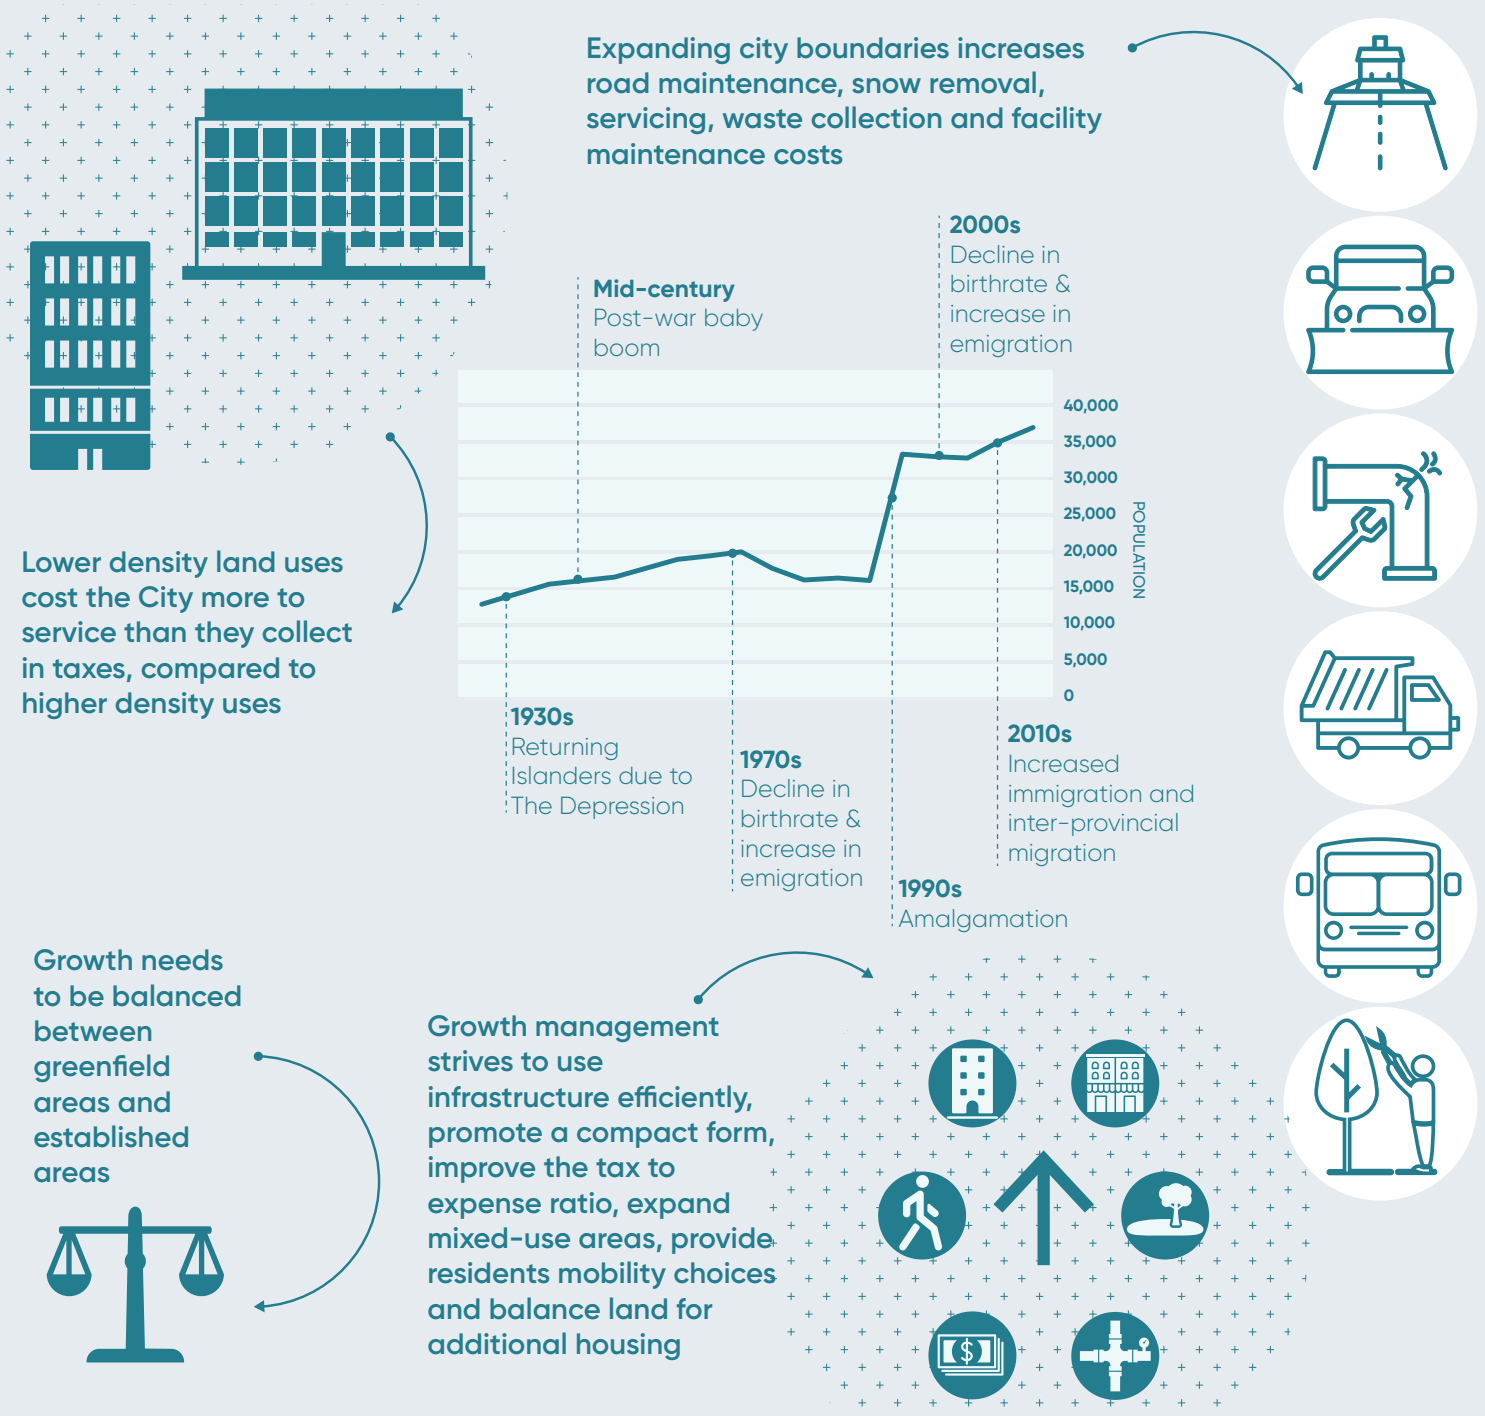 Expanding city boundaries increases
road maintenance, snow removal,
servicing, waste collection and facility
maintenance costs
2000s
Decline in
birthrate &
increase in
emigration
Mid-century
Post-war baby
boom
40,000
35,000
30,000
25,000
20,000
15,000
10,000
5,000
0
POPULATION
Lower density land uses
cost the City more to
service than they collect
in taxes, compared to
higher density uses
1930s
Returning
Islanders due to
The Depression
1970s
Decline in
birthrate &
increase in
emigration
2010s
Increased
immigration and
inter-provincial
migration
1990s
Amalgamation
Growth needs
to be balanced
between
greenfield
areas and
established
areas
Growth management
strives to use
infrastructure efficiently,
promote a compact form,
improve the tax to
expense ratio, expand
mixed-use areas, provide
residents mobility choices
and balance land for
additional housing
$